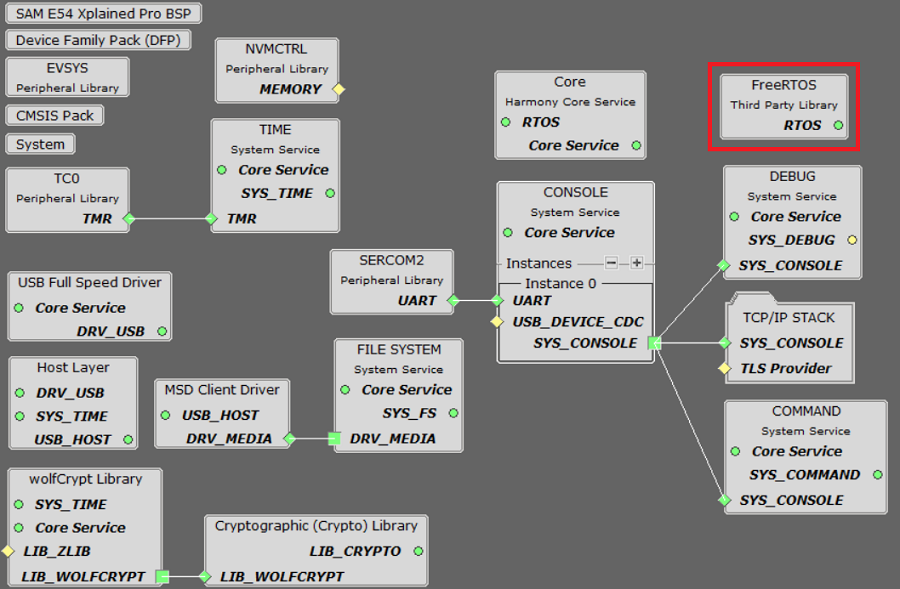 SAM E54 Xplained Pro BSP
Device Family Pack (DFP)
EVSYS
Peripheral Library
CMSIS Pack
System
TC0
Peripheral Library
TMR
NVMCTRL
Peripheral Library
MEMORY
TIME
System Service
Core Service
SYS_TIME
TMR
Core
Harmony Core Service
RTOS
Core Service
FreeRTOS
Third Party Library
RTOS
CONSOLE
System Service
Core Service
Instances
Instance 0
UART
USB_DEVICE_CDC
SYS_CONSOLE
SERCOM2
Peripheral Library
UART
DEBUG
System Service
Core Service
SYS_DEBUG
SYS_CONSOLE
TCP/IP STACK
SYS_CONSOLE
TLS Provider
COMMAND
System Service
Core Service
SYS_COMMAND
SYS_CONSOLE
USB Full Speed Driver
Core Service
DRV_USB
Host Layer
DRV_USB
SYS_TIME
USB_HOST
MSD Client Driver
USB_HOST
DRV_MEDIA
FILE SYSTEM
System Service
Core Service
SYS_FS
DRV_MEDIA
wolfCrypt Library
SYS_TIME
Core Service
LIB_ZLIB
LIB_WOLFCRYPT
Cryptographic (Crypto) Library
LIB_CRYPTO
LIB_WOLFCRYPT